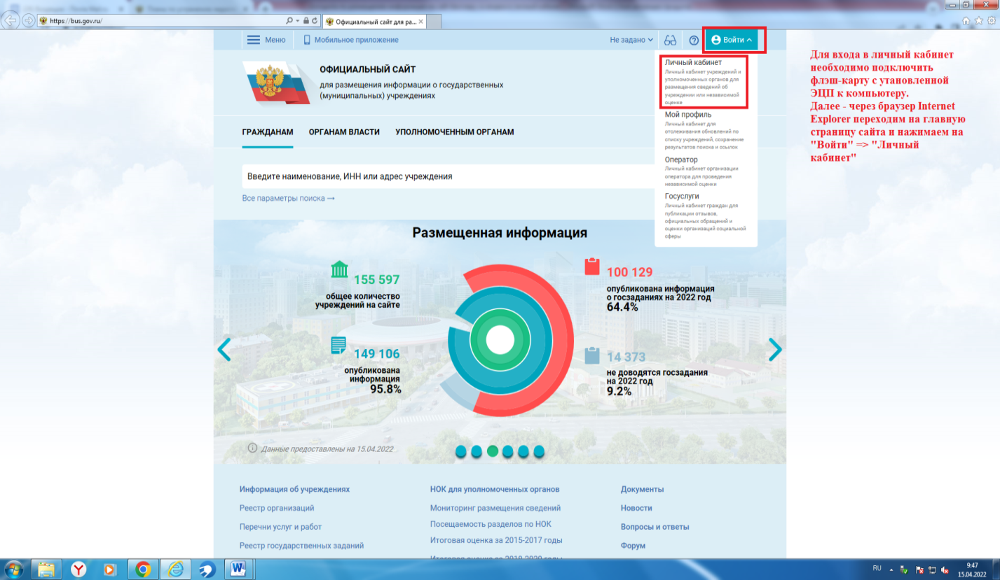 https://bus.gov.ru/
Официальный сайт для ра...
Меню
Мобильное приложение
Не задано
Войти
ОФИЦИАЛЬНЫЙ САЙТ
для размещения информации о государственных
(муниципальных) учреждениях
Личный кабинет
Личный кабинет учреждений и
уполномоченных органов для
размещения сведений об
учреждении или независимой
оценке
Мой профиль
Личный кабинет для
отслеживания обновлений по
списку учреждений, сохранение
результатов поиска и ссылок
Оператор
Личный кабинет организации
оператора для проведения
независимой оценки
Госуслуги
Личный кабинет граждан для
публикации отзывов,
официальных обращений и
оценки организаций социальной
сферы
Для входа в личный кабинет
необходимо подключить
флэш-карту с утановленной
ЭЦП к компьютеру.
Далее - через браузер Internet
Explorer переходим на главную
страницу сайта и нажимаем на
"Войти" => "Личный
кабинет"
ГРАЖДАНАМ
ОРГАНАМ ВЛАСТИ
УПОЛНОМОЧЕННЫМ ОРГАНАМ
Введите наименование, ИНН или адрес учреждения
Все параметры поиска →
Размещенная информация
155 597
общее количество
учреждений на сайте
149 106
опубликована
информация
95.8%
100 129
опубликована информация
о госзаданиях на 2022 год
64.4%
14 373
не доводятся госзадания
на 2022 год
9.2%
Данные предоставлены на 15.04.2022
Информация об учреждениях
Реестр организаций
Перечни услуг и работ
Реестр государственных заданий
НОК для уполномоченных органов
Мониторинг размещения сведений
Посещаемость разделов по НОК
Итоговая оценка за 2015-2017 годы
Итоговая оценка за 2018-2020 годы
Документы
Новости
Вопросы и ответы
Форум
RU
9:47
15.04.2022